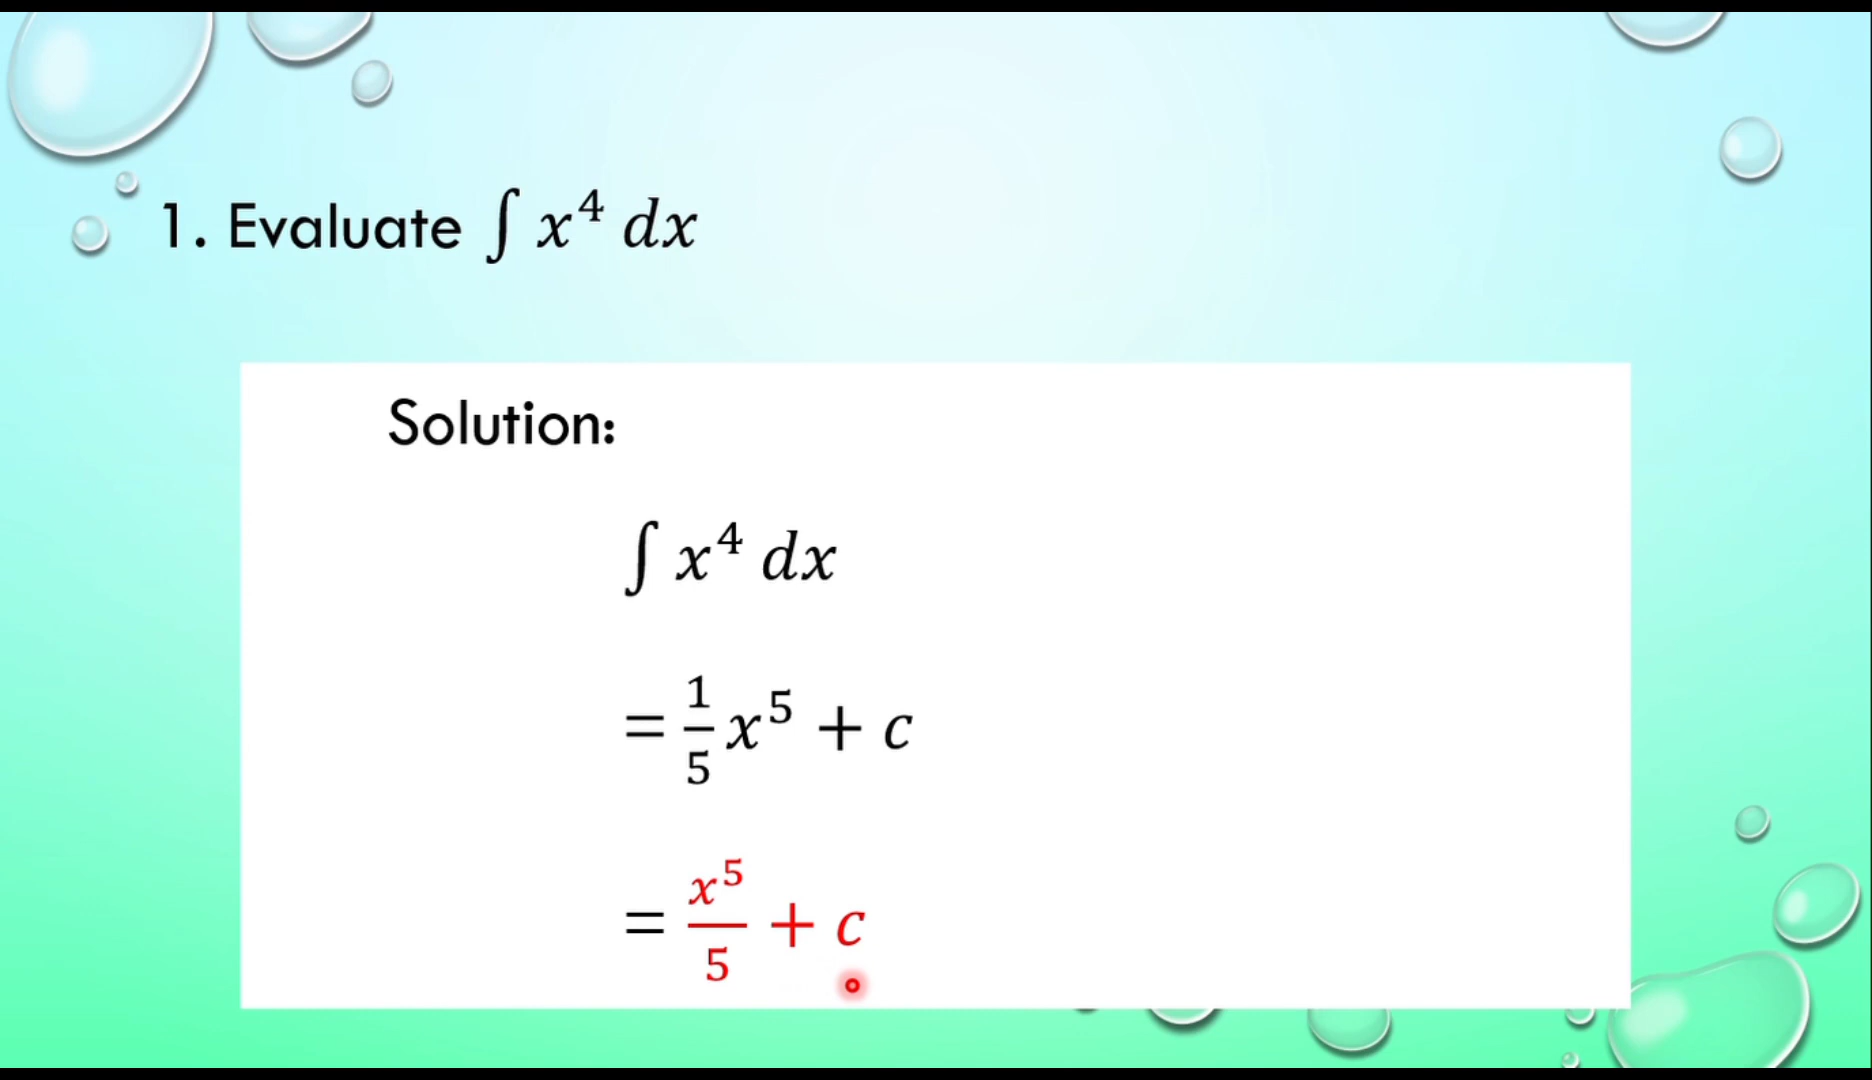 1. Evaluate ∫ x⁴ dx
Solution:
∫ x⁴ dx
= 1/5 x⁵ + c
= x⁵/5 + c